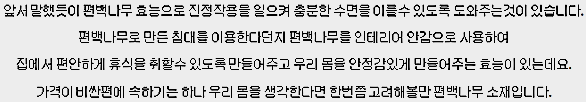 앞서 말했듯이 편백나무 효능으로 진정작용을 일으켜 충분한 수면을 이룰수 있도록 도와주는것이 있습니다.
편백나무로 만든 침대를 이용한다던지 편백나무를 인테리어 안감으로 사용하여
집에서 편안하게 휴식을 취할수 있도록 만들어주고 우리 몸을 안정감있게 만들어주는 효능이 있는데요.
가격이 비싼편에 속하기는 하나 우리 몸을 생각한다면 한번쯤 고려해볼만 편백나무 소재입니다.